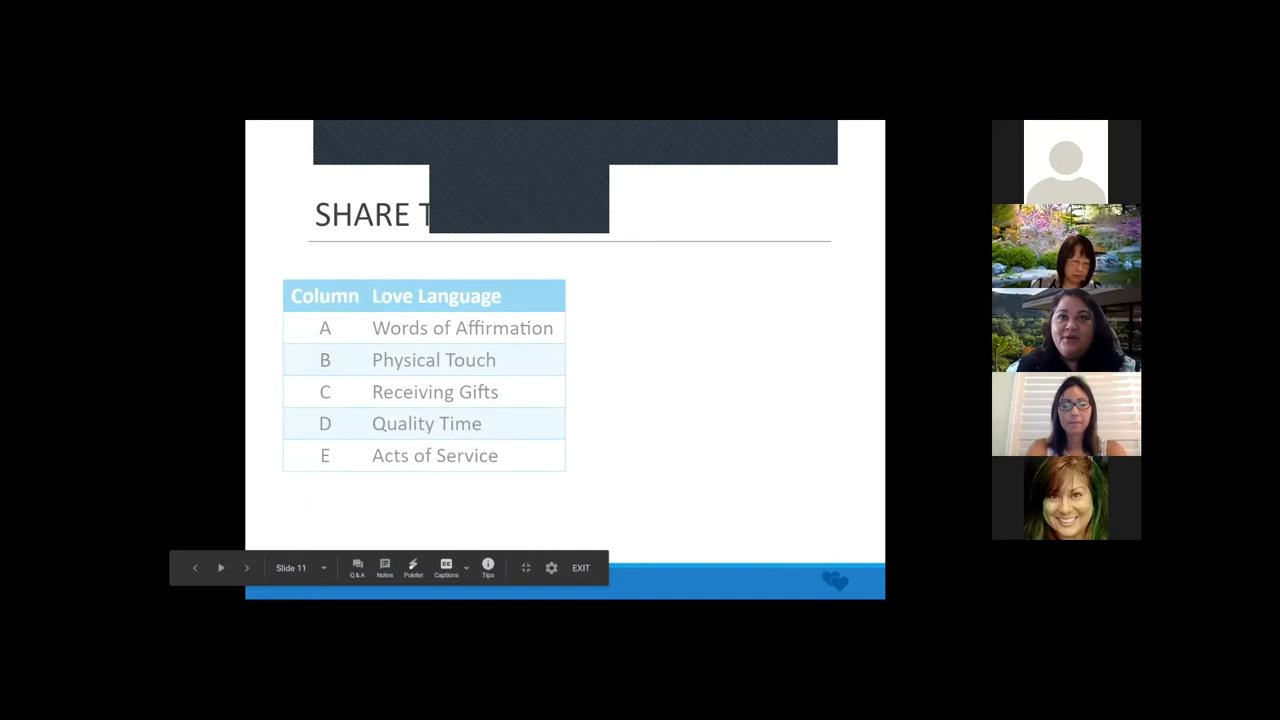 SHARE
Column Love Language
A Words of Affirmation
B Physical Touch
C Receiving Gifts
D Quality Time
E Acts of Service
Slide 11
Q&A Notes Pointer Captions Tips
EXIT